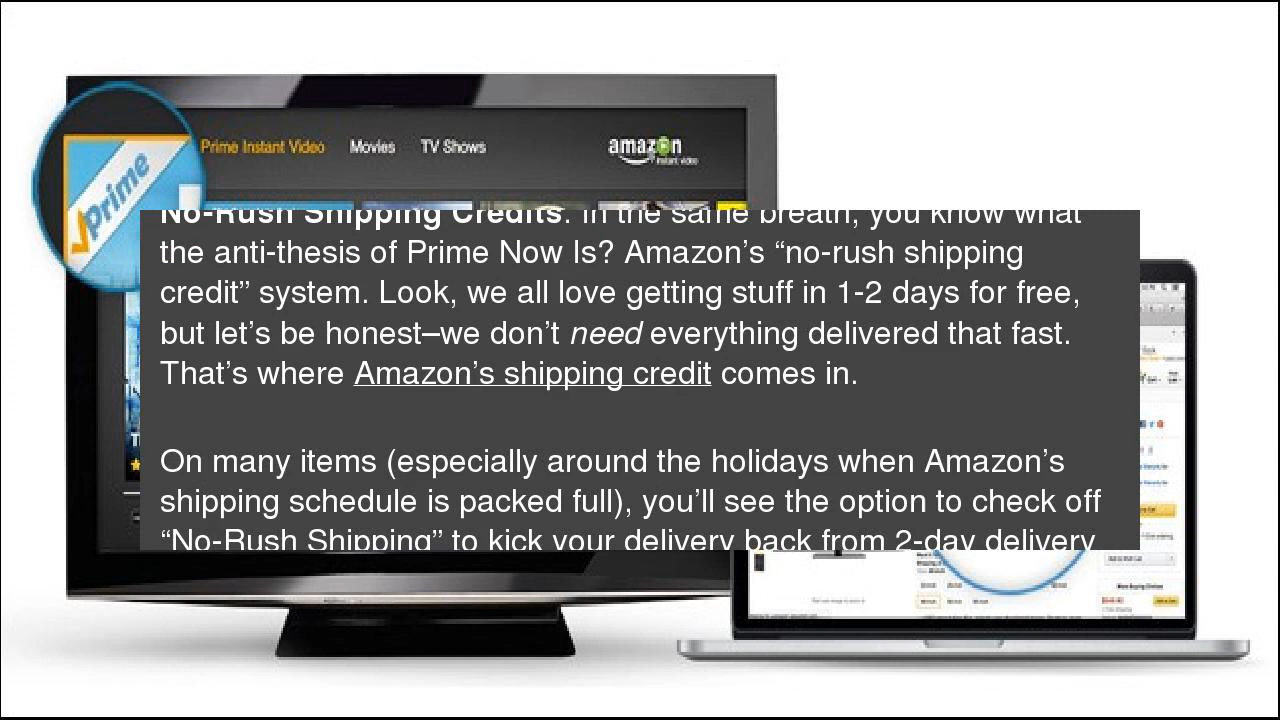 Prime Instant Video Movies TV Shows amazon
instant video
Prime
No-Rush Shipping Credits. In the same breath, you know what
the anti-thesis of Prime Now Is? Amazon’s “no-rush shipping
credit” system. Look, we all love getting stuff in 1-2 days for free,
but let’s be honest–we don’t need everything delivered that fast.
That’s where Amazon’s shipping credit comes in.
On many items (especially around the holidays when Amazon’s
shipping schedule is packed full), you’ll see the option to check off
“No-Rush Shipping” to kick your delivery back from 2-day delivery